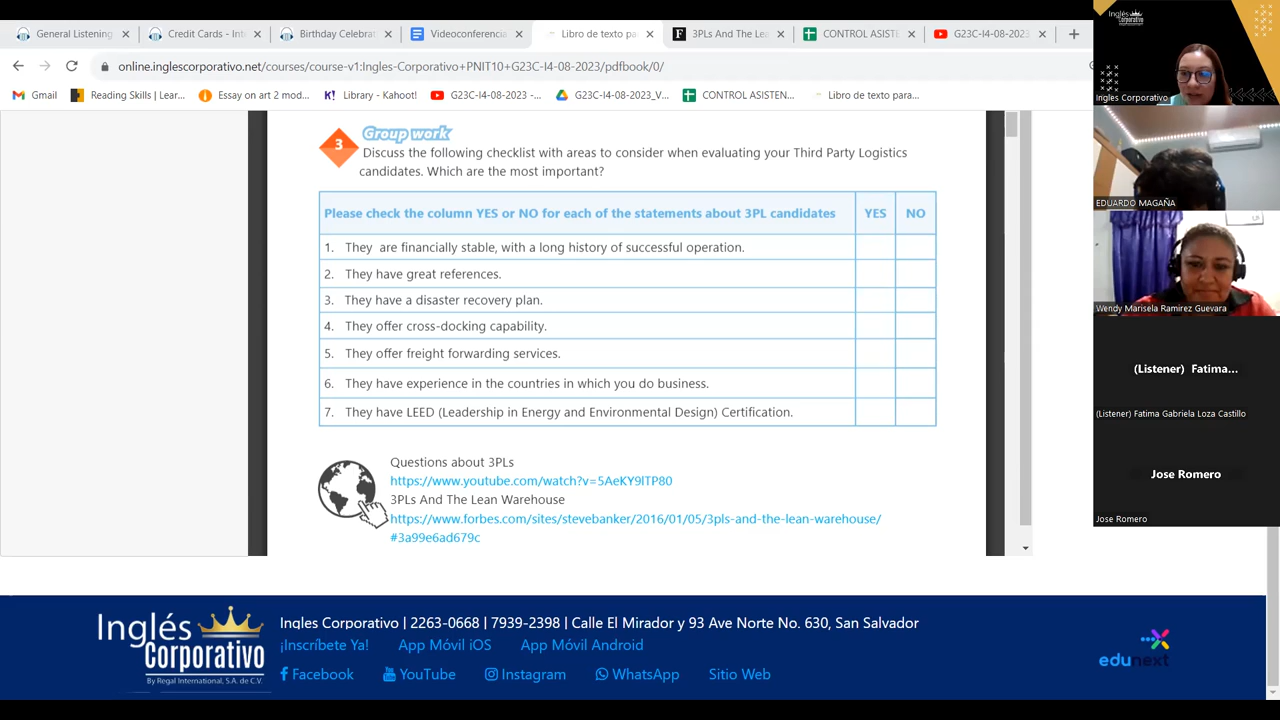 General Listening
Credit Cards - Int
Birthday Celebrat
Videoconferencia
Libro de texto pa
3PLs And The Lea
CONTROL ASISTE
G23C-I4-08-2023
online.inglescorporativo.net/courses/course-v1:Ingles-Corporativo+PNIT110+G23C-I4-08-2023/pdfbook/0/
Gmail
Reading Skills | Lear...
Essay on art 2 mod...
Library - Kahoot
G23C-I4-08-2023 -...
G23C-I4-08-2023_V...
CONTROL ASISTEN...
Libro de texto para...
3
Group work
Discuss the following checklist with areas to consider when evaluating your Third Party Logistics
candidates. Which are the most important?
Please check the column YES or NO for each of the statements about 3PL candidates YES NO
1. They are financially stable, with a long history of successful operation.
2. They have great references.
3. They have a disaster recovery plan.
4. They offer cross-docking capability.
5. They offer freight forwarding services.
6. They have experience in the countries in which you do business.
7. They have LEED (Leadership in Energy and Environmental Design) Certification.
Questions about 3PLs
https://www.youtube.com/watch?v=5AeKY9lTP80
3PLs And The Lean Warehouse
https://www.forbes.com/sites/stevebanker/2016/01/05/3pls-and-the-lean-warehouse/
#3a99e6ad679c
Inglés
Corporativo
Ingles Corporativo
EDUARDO MAGAÑA
Wendy Marisela Ramirez Guevara
(Listener) Fatima...
(Listener) Fatima Gabriela Loza Castillo
Jose Romero
Jose Romero
Inglés
Corporativo
By Regal International, S.A. de C.V.
Ingles Corporativo | 2263-0668 | 7939-2398 | Calle El Mirador y 93 Ave Norte No. 630, San Salvador
¡Inscríbete Ya! App Móvil iOS App Móvil Android
Facebook YouTube Instagram WhatsApp Sitio Web
edunext